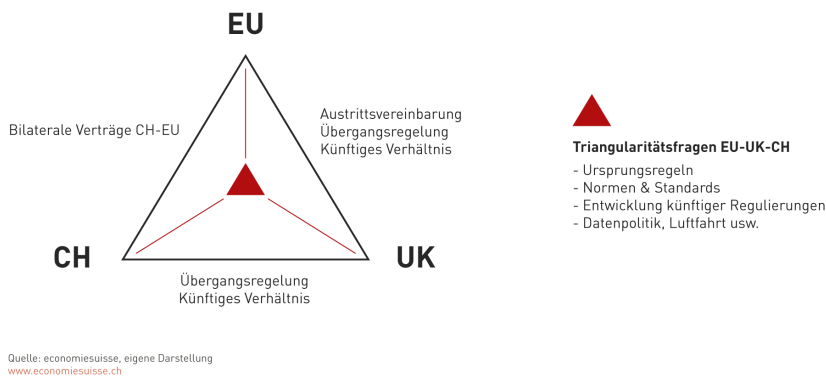 EU
Bilaterale Verträge CH-EU
Austrittsvereinbarung
Übergangsregelung
Künftiges Verhältnis
CH
UK
Übergangsregelung
Künftiges Verhältnis
Triangularitätsfragen EU-UK-CH
- Ursprungsregeln
- Normen & Standards
- Entwicklung künftiger Regulierungen
- Datenpolitik, Luftfahrt usw.
Quelle: economiesuisse, eigene Darstellung
www.economiesuisse.ch